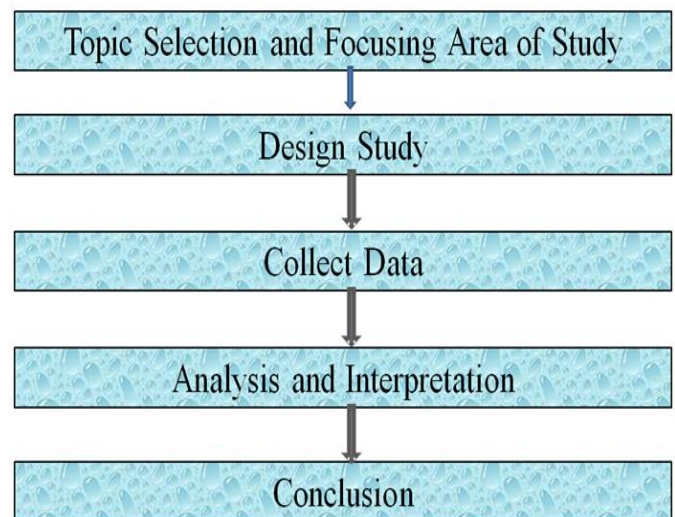 Topic Selection and Focusing Area of Study
Design Study
Collect Data
Analysis and Interpretation
Conclusion